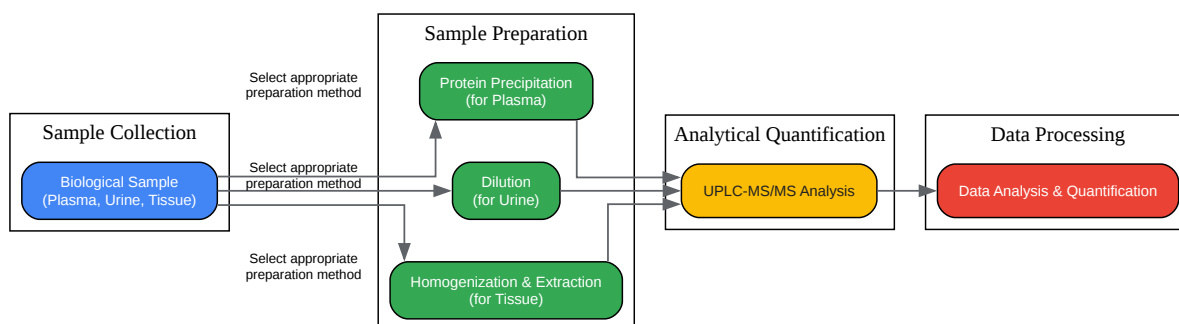 Sample Collection
Biological Sample
(Plasma, Urine, Tissue)
Select appropriate
preparation method
Select appropriate
preparation method
Select appropriate
preparation method
Sample Preparation
Protein Precipitation
(for Plasma)
Dilution
(for Urine)
Homogenization & Extraction
(for Tissue)
Analytical Quantification
UPLC-MS/MS Analysis
Data Processing
Data Analysis & Quantification